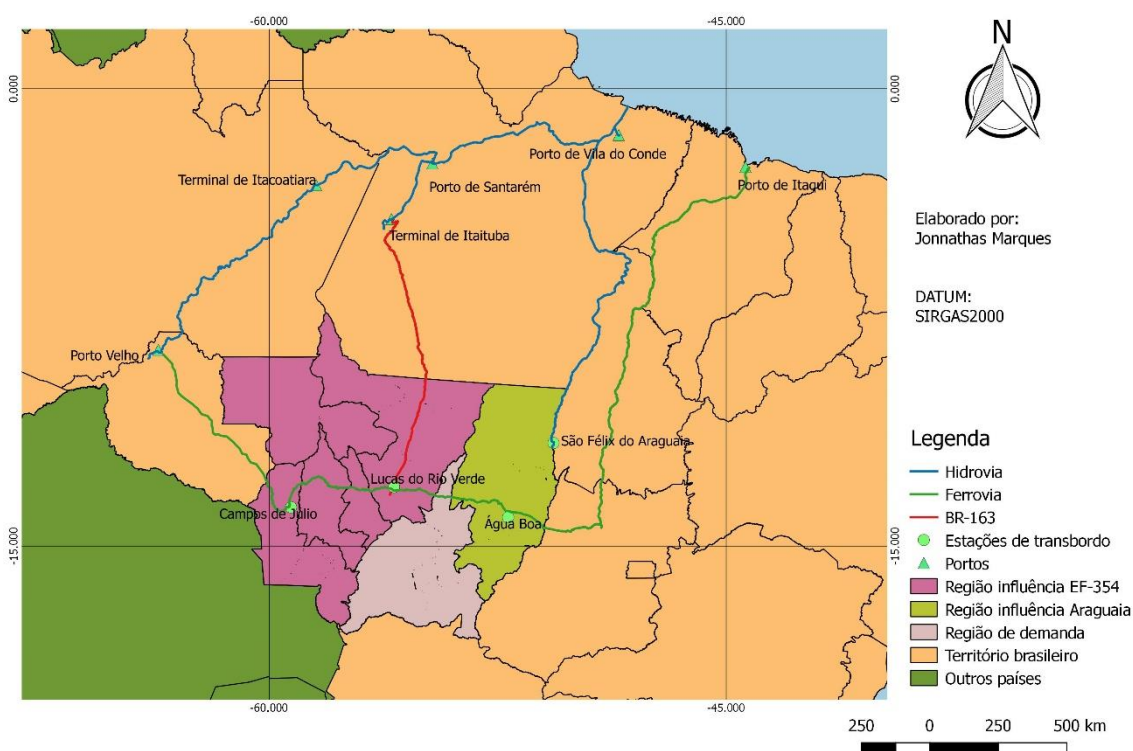 -60.000
-45.000
N
0.000
0.000
Porto de Vila do Conde
Terminal de Itacoatiara
Porto de Santarém
Porto de Itaqui
Terminal de Itaituba
Elaborado por:
Jonnathas Marques
DATUM:
SIRGAS2000
Porto Velho
São Félix do Araguaia
Lucas do Rio Verde
Campos de Júlio
Água Boa
-15.000
-15.000
Legenda
Hidrovia
Ferrovia
BR-163
Estações de transbordo
Portos
Região influência EF-354
Região influência Araguaia
Região de demanda
Território brasileiro
Outros países
-60.000
-45.000
250 0 250 500 km